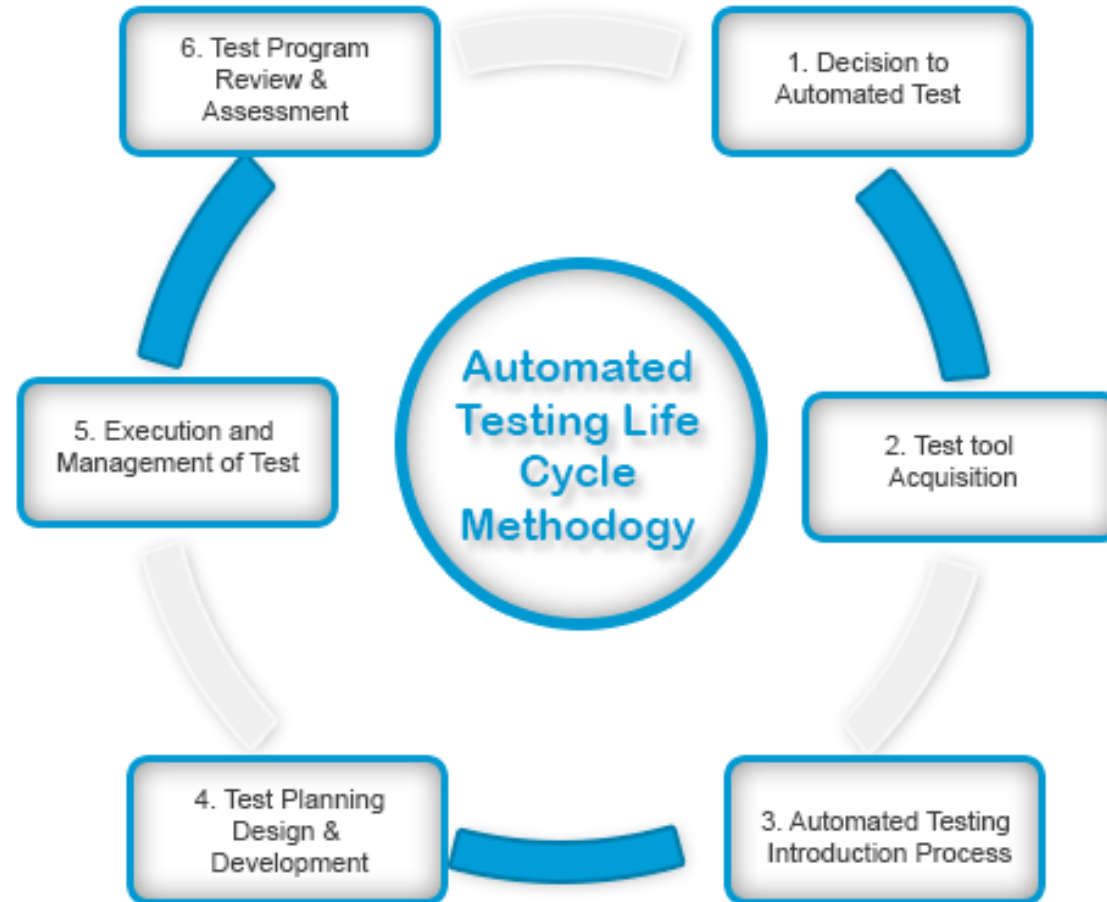 6. Test Program
Review &
Assessment
1. Decision to
Automated Test
Automated
Testing Life
Cycle
Methodogy
5. Execution and
Management of Test
2. Test tool
Acquisition
4. Test Planning
Design &
Development
3. Automated Testing
Introduction Process